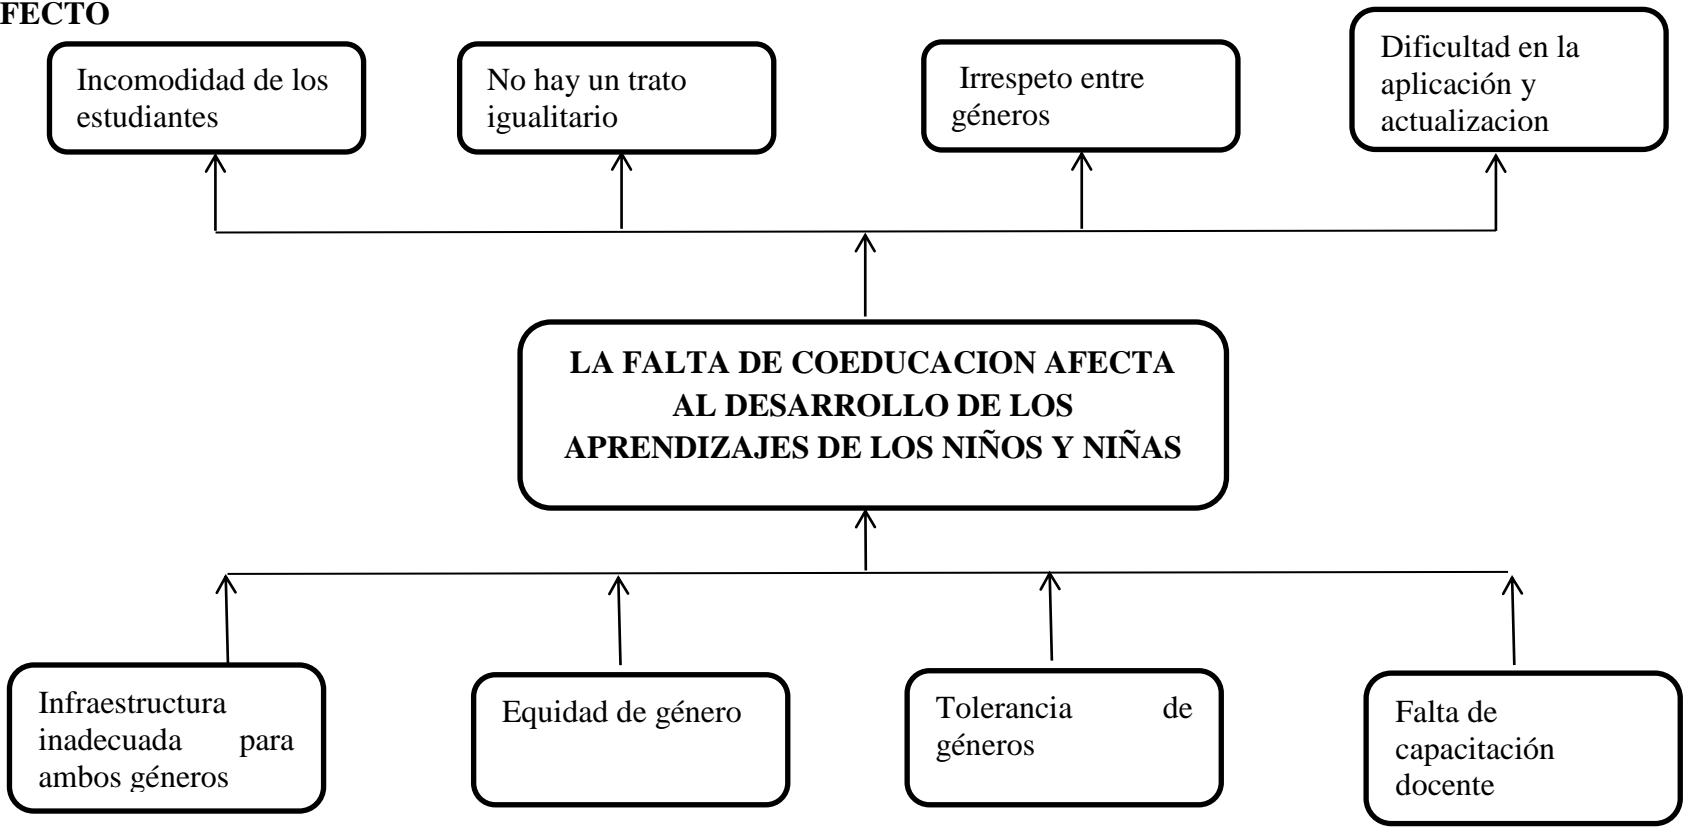 FECTO
Incomodidad de los
estudiantes
No hay un trato
igualitario
Irrespeto entre
géneros
Dificultad en la
aplicación y
actualizacion
LA FALTA DE COEDUCACION AFECTA
AL DESARROLLO DE LOS
APRENDIZAJES DE LOS NIÑOS Y NIÑAS
Infraestructura
inadecuada para
ambos géneros
Equidad de género
Tolerancia de
géneros
Falta de
capacitación
docente